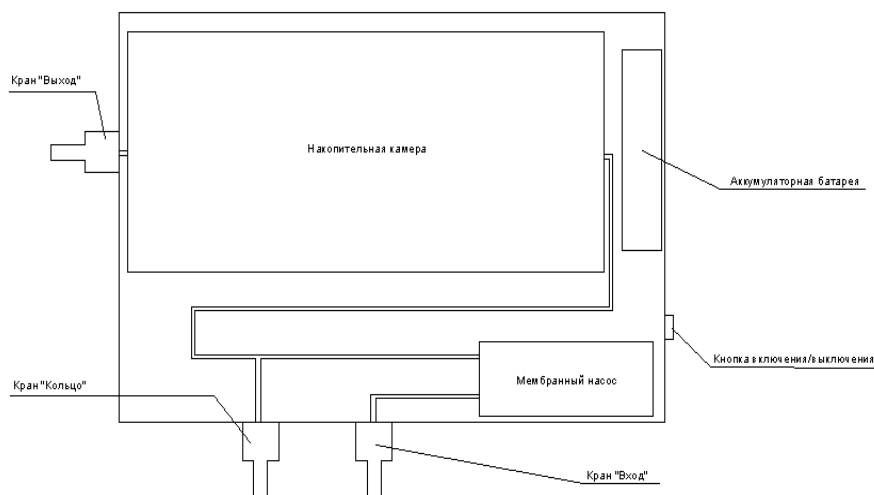 Кран "Выход"
Накопительная камера
Аккумуляторная батарея
Кнопка включения/выключения
Кран "Кольцо"
Мембранный насос
Кран "Вход"